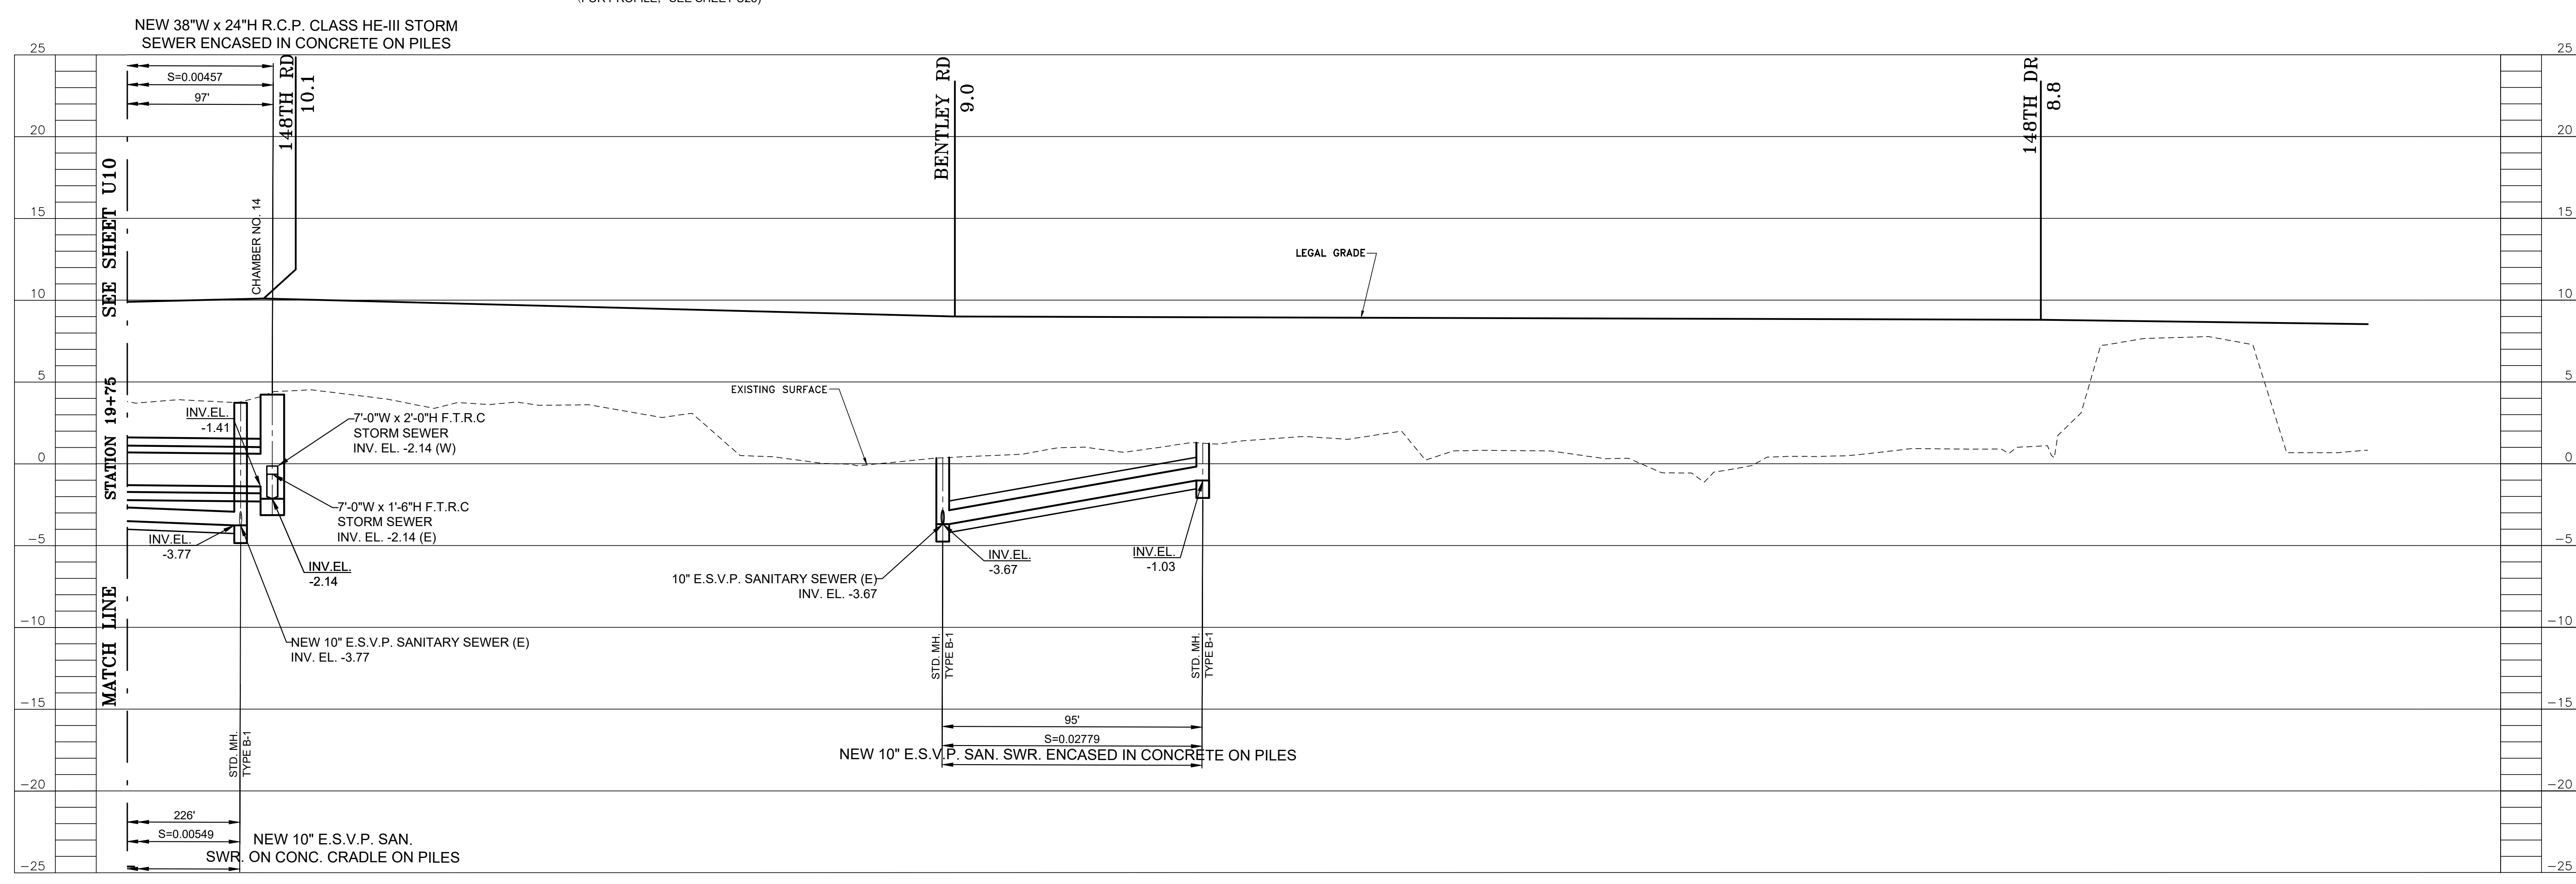 NEW 38"W x 24"H R.C.P. CLASS HE-III STORM
SEWER ENCASED IN CONCRETE ON PILES
25
20
15
10
5
0
-5
-10
-15
-20
-25
S=0.00457
97'
148TH RD
10.1
CHAMBER NO. 14
SEE SHEET U10
STATION 19+75
MATCH LINE
INV.EL.
-1.41
7'-0"W x 2'-0"H F.T.R.C
STORM SEWER
INV. EL. -2.14 (W)
7'-0"W x 1'-6"H F.T.R.C
STORM SEWER
INV. EL. -2.14 (E)
INV.EL.
-3.77
INV.EL.
-2.14
NEW 10" E.S.V.P. SANITARY SEWER (E)
INV. EL. -3.77
STD. MH.
TYPE B-1
226'
S=0.00549
NEW 10" E.S.V.P. SAN.
SWR. ON CONC. CRADLE ON PILES
BENTLEY RD
9.0
EXISTING SURFACE
LEGAL GRADE
10" E.S.V.P. SANITARY SEWER (E)
INV. EL. -3.67
INV.EL.
-3.67
INV.EL.
-1.03
STD. MH.
TYPE B-1
STD. MH.
TYPE B-1
95'
S=0.02779
NEW 10" E.S.V.P. SAN. SWR. ENCASED IN CONCRETE ON PILES
148TH DR
8.8
25
20
15
10
5
0
-5
-10
-15
-20
-25